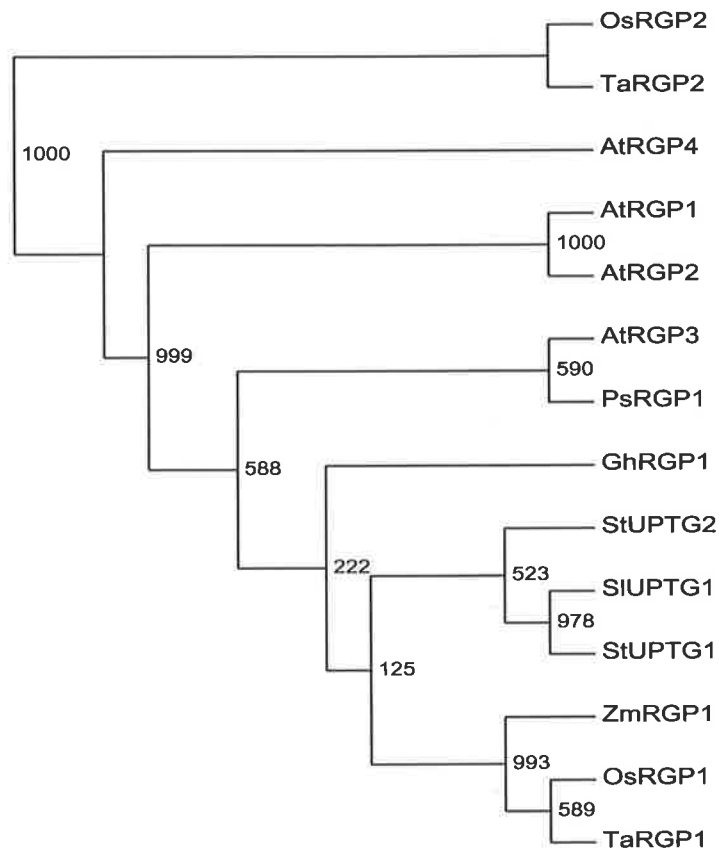 OsRGP2
TaRGP2
1000
AtRGP4
AtRGP1
1000
AtRGP2
AtRGP3
999
590
PsRGP1
GhRGP1
588
StUPTG2
222
523
SlUPTG1
978
StUPTG1
125
ZmRGP1
993
OsRGP1
589
TaRGP1